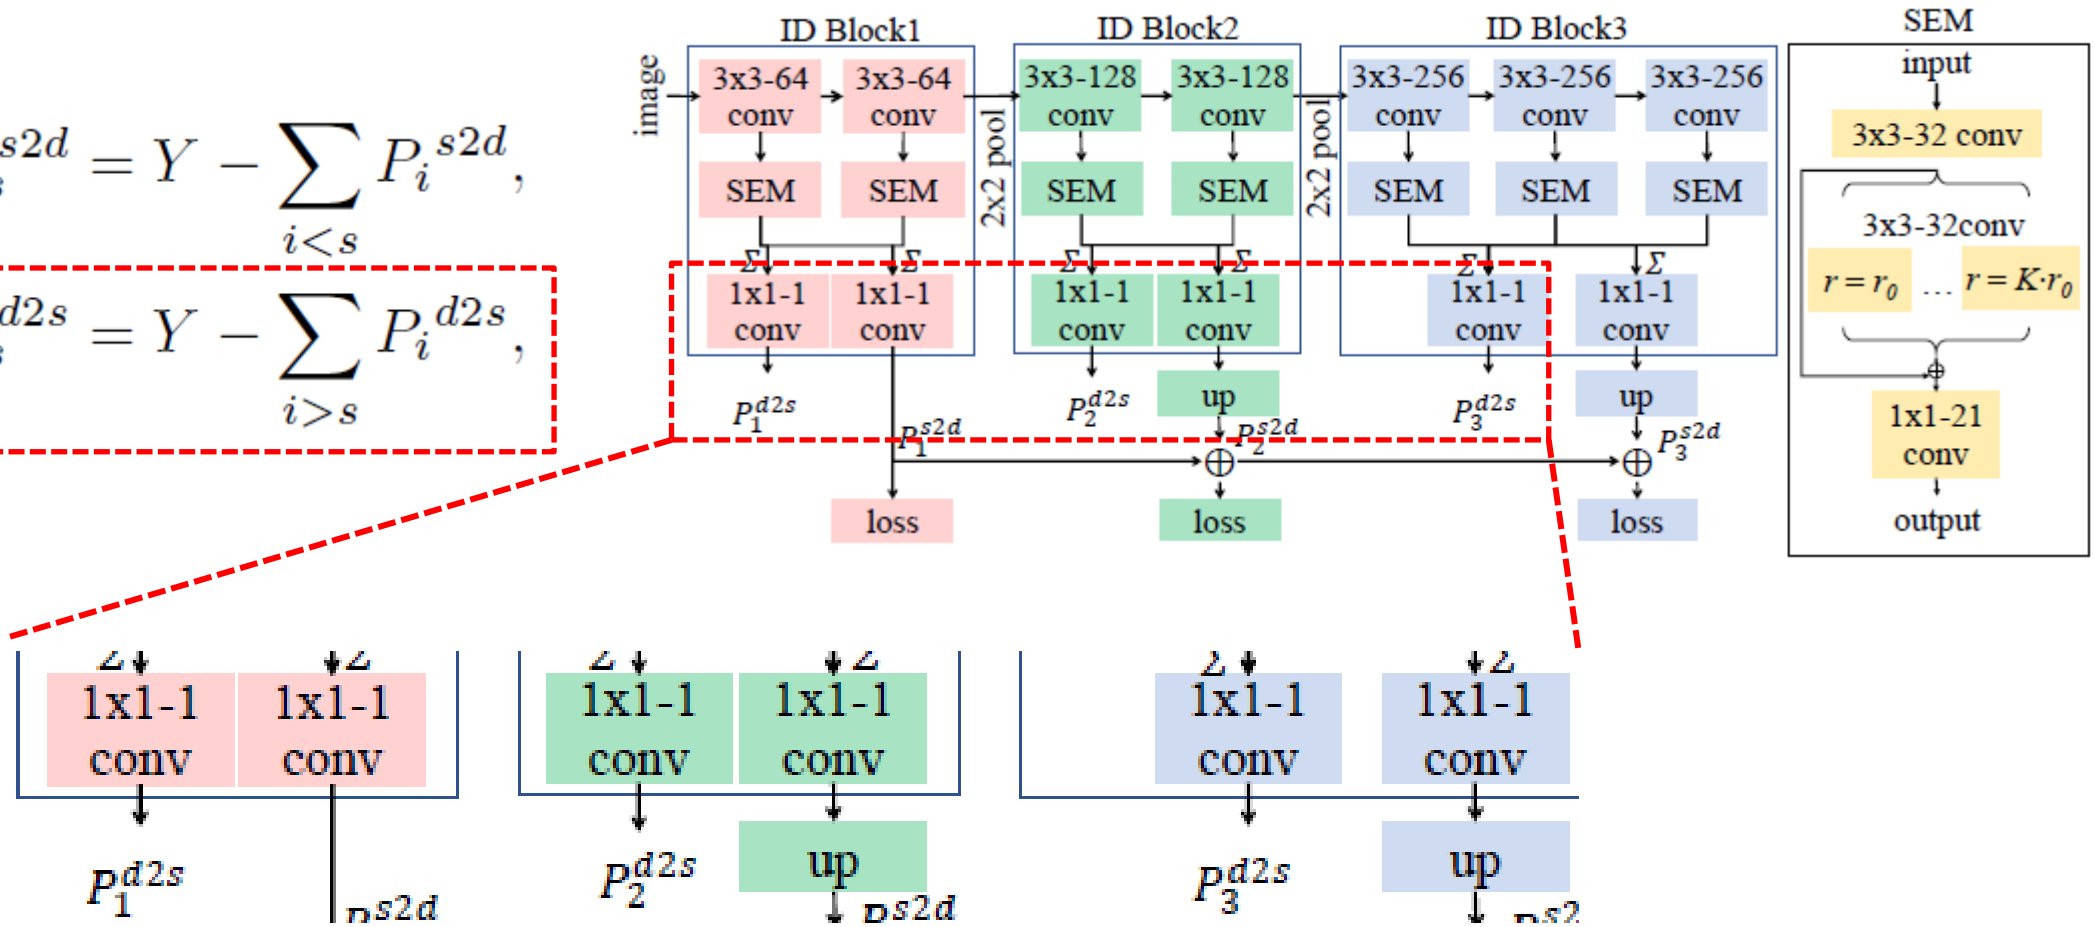 ID Block1 ID Block2 ID Block3 SEM
image
3x3-64 conv 3x3-64 conv 3x3-128 conv 3x3-128 conv 3x3-256 conv 3x3-256 conv 3x3-256 conv
2x2 pool 2x2 pool
SEM SEM SEM SEM SEM SEM SEM
Σ Σ Σ Σ Σ Σ
1x1-1 conv 1x1-1 conv 1x1-1 conv 1x1-1 conv 1x1-1 conv 1x1-1 conv
up up
P_1^{d2s} P_2^{d2s} P_3^{d2s}
P_1^{s2d} P_2^{s2d} P_3^{s2d}
loss loss loss
input
3x3-32 conv
3x3-32conv
r = r_0 … r = K·r_0
1x1-21
conv
output
s2d = Y − ∑_{i<s} P_i^{s2d},
d2s = Y − ∑_{i>s} P_i^{d2s},
Σ Σ Σ Σ Σ Σ
1x1-1 1x1-1 1x1-1 1x1-1 1x1-1 1x1-1
conv conv conv conv conv conv
up up
P_1^{d2s} P_2^{d2s} P_3^{d2s}
s2d s2d